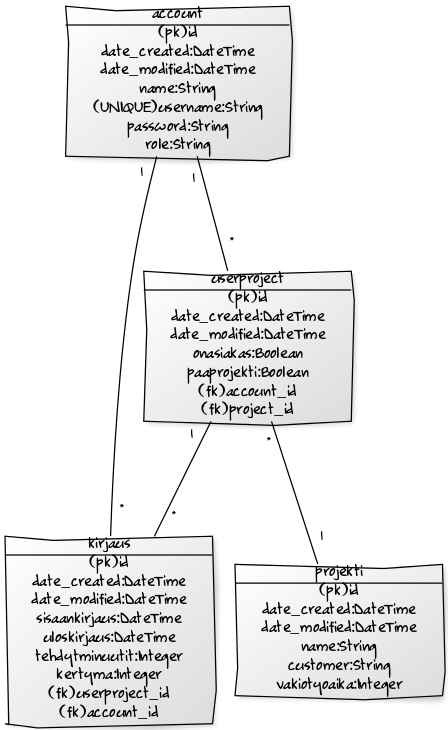 account
(pk)id
date_created:DateTime
date_modified:DateTime
name:String
(UNIQUE)username:String
password:String
role:String
1
1
*
userproject
(pk)id
date_created:DateTime
date_modified:DateTime
onasiakas:Boolean
paaprojekti:Boolean
(fk)account_id
(fk)project_id
1
*
*
*
1
kirjaus
(pk)id
date_created:DateTime
date_modified:DateTime
sisaankirjaus:DateTime
uloskirjaus:DateTime
tehdytminuutit:Integer
kertyma:Integer
(fk)userproject_id
(fk)account_id
projekti
(pk)id
date_created:DateTime
date_modified:DateTime
name:String
customer:String
vakiotyoaika:Integer